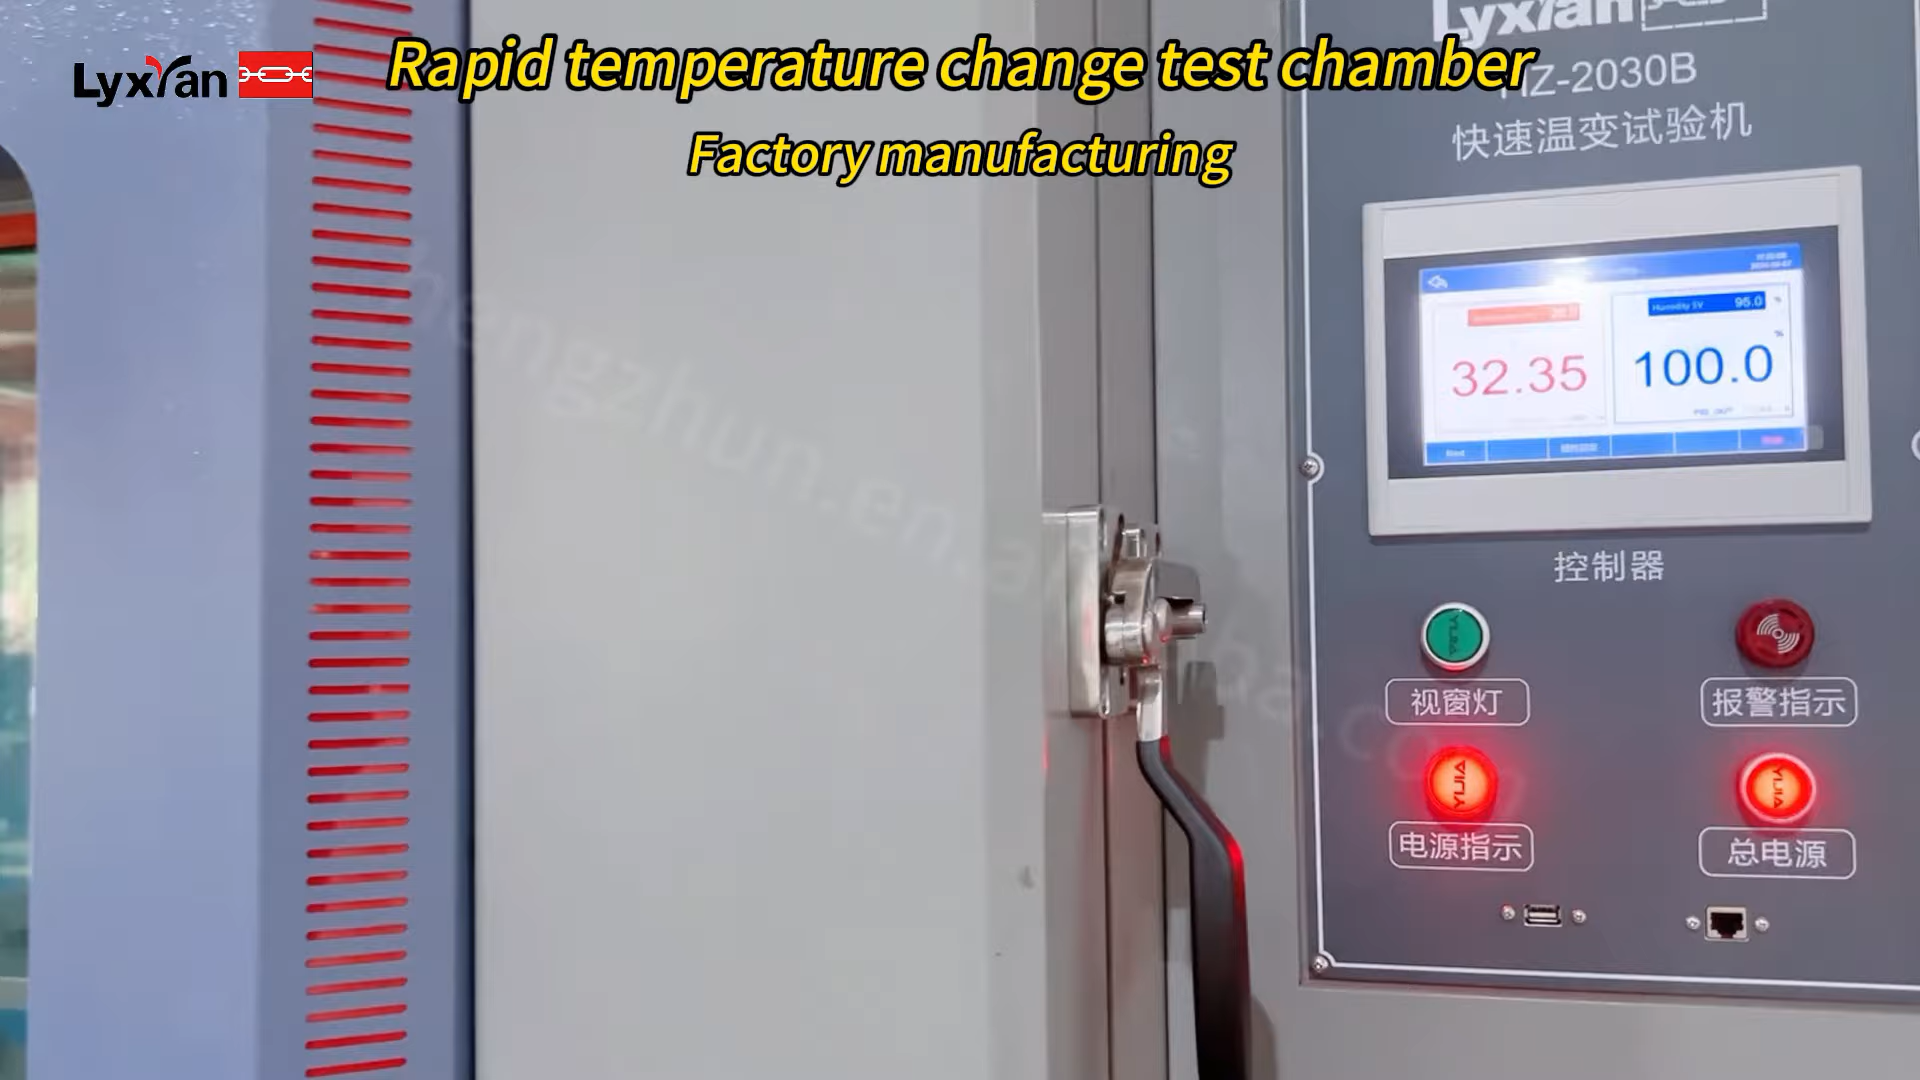 Lyxian
Rapid temperature change test chamber
Factory manufacturing
Lyxian
HZ-2030B
快速温变试验机
Humidity SV 95.0 %
%
32.35
100.0
控制器
YIJIA
视窗灯
报警指示
YIJIA
YIJIA
电源指示
总电源